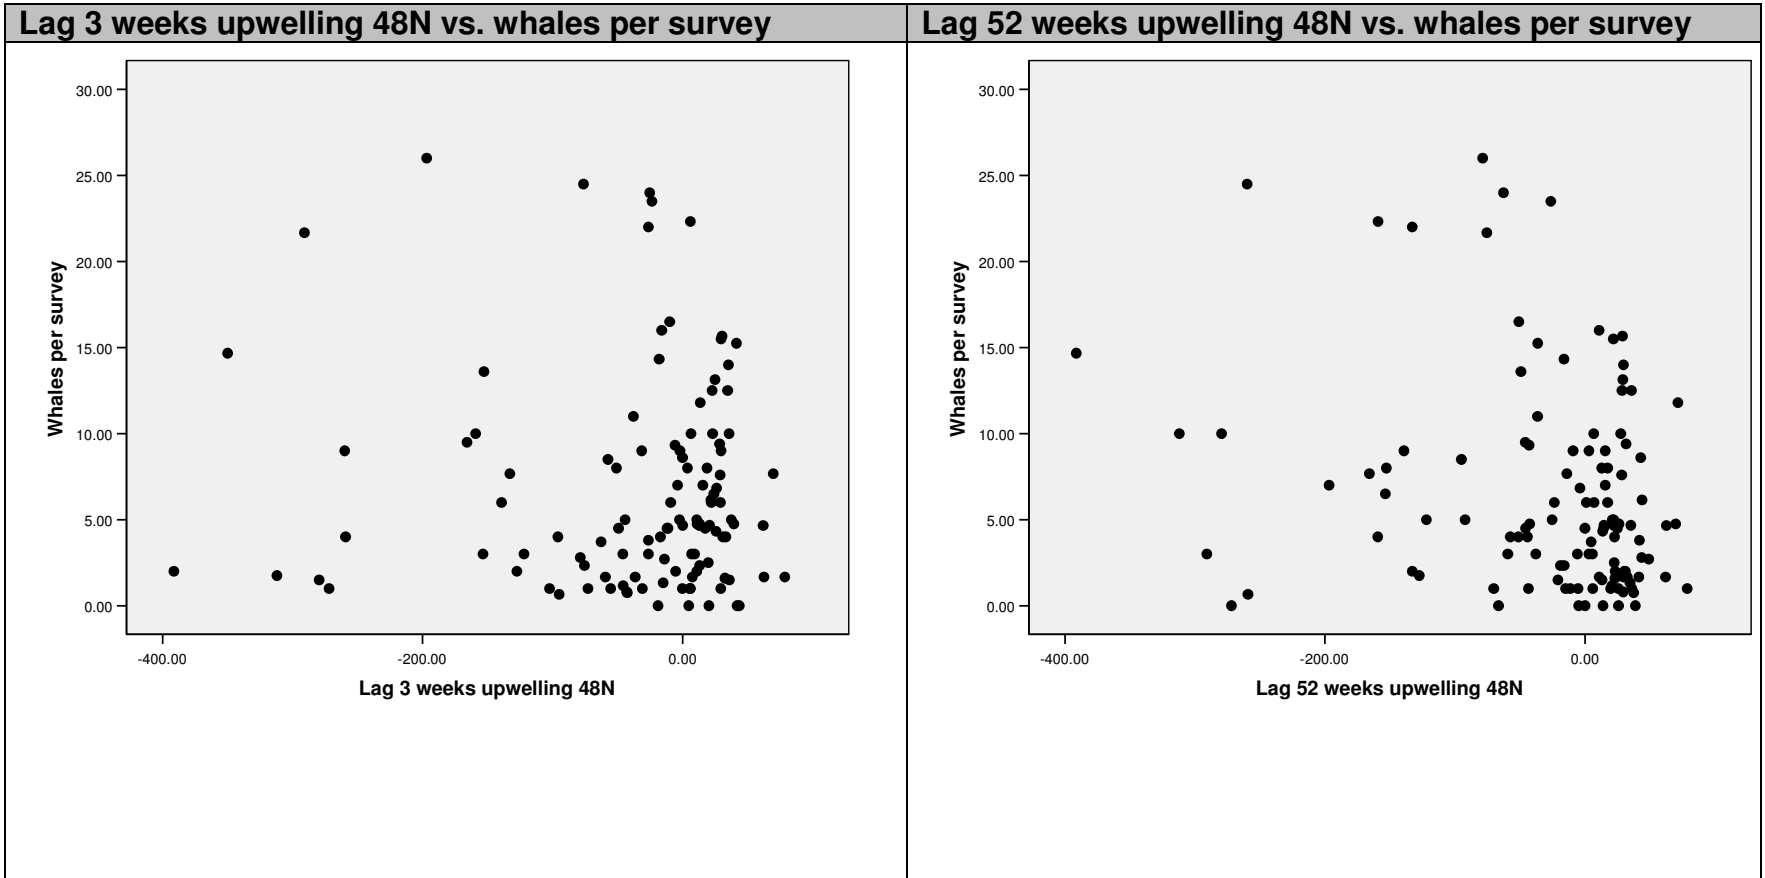 Lag 3 weeks upwelling 48N vs. whales per survey
30.00
25.00
20.00
15.00
10.00
5.00
0.00
Whales per survey
-400.00 -200.00 0.00
Lag 3 weeks upwelling 48N
Lag 52 weeks upwelling 48N vs. whales per survey
30.00
25.00
20.00
15.00
10.00
5.00
0.00
Whales per survey
-400.00 -200.00 0.00
Lag 52 weeks upwelling 48N